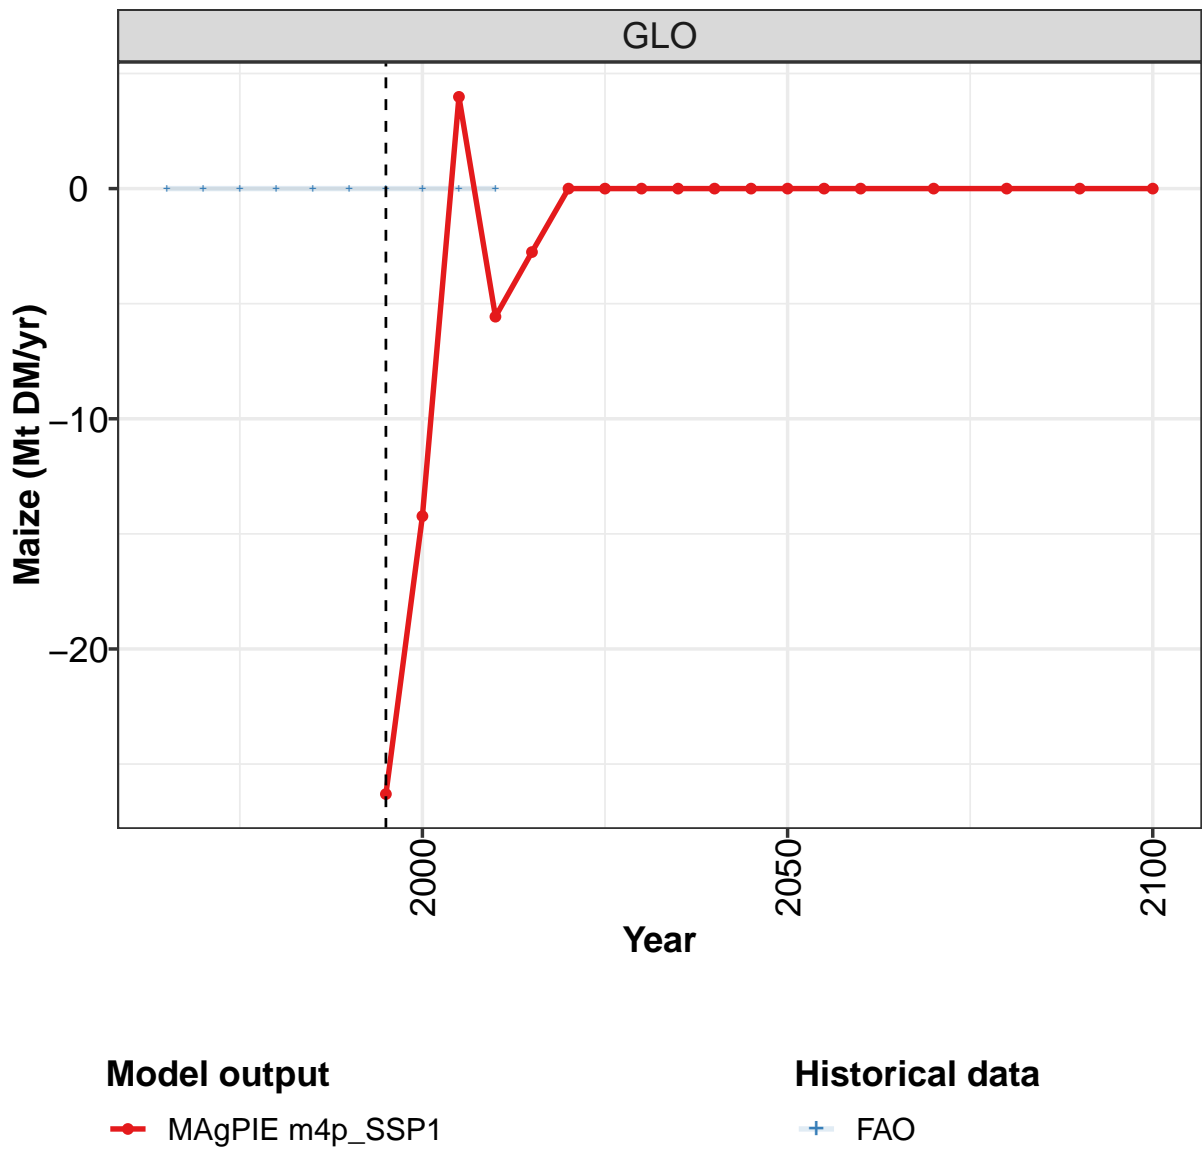 GLO
0
−10
−20
Maize (Mt DM/yr)
2000
2050
2100
Year
Model output
Historical data
MAgPIE m4p_SSP1
FAO